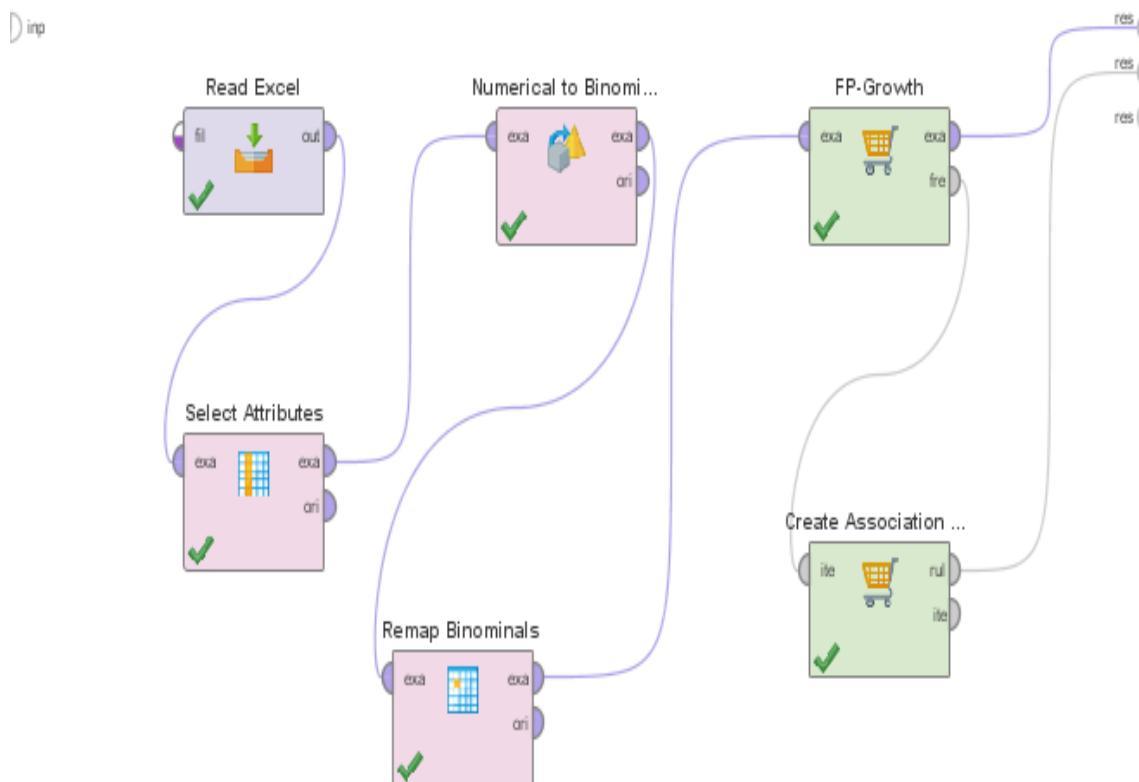 inp
res
res
res
Read Excel
fil
out
Numerical to Binomi...
exa
exa
ori
FP-Growth
exa
exa
fre
Select Attributes
exa
exa
ori
Create Association ...
ite
rul
ite
Remap Binominals
exa
exa
ori